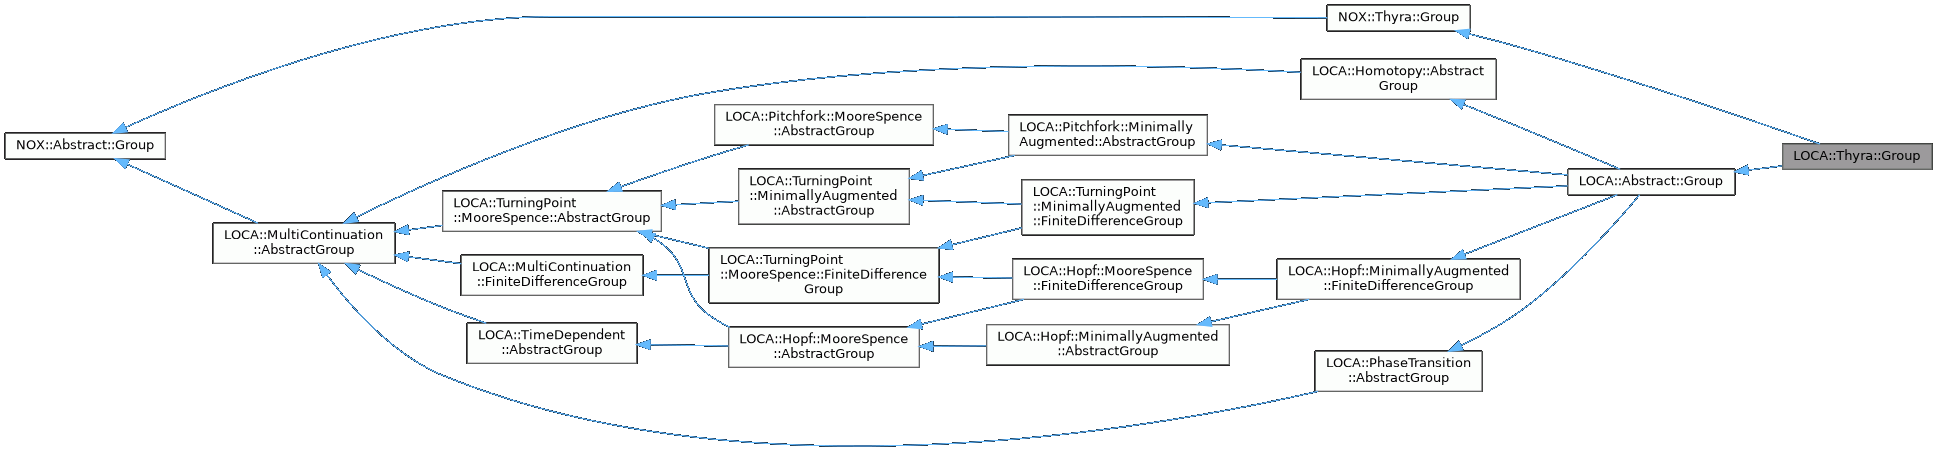 NOX::Thyra::Group
LOCA::Homotopy::Abstract
Group
LOCA::Pitchfork::MooreSpence
::AbstractGroup
LOCA::Pitchfork::Minimally
Augmented::AbstractGroup
NOX::Abstract::Group
LOCA::Thyra::Group
LOCA::TurningPoint
::MinimallyAugmented
::AbstractGroup
LOCA::Abstract::Group
LOCA::TurningPoint
::MooreSpence::AbstractGroup
LOCA::TurningPoint
::MinimallyAugmented
::FiniteDifferenceGroup
LOCA::MultiContinuation
::AbstractGroup
LOCA::MultiContinuation
::FiniteDifferenceGroup
LOCA::TurningPoint
::MooreSpence::FiniteDifference
Group
LOCA::Hopf::MooreSpence
::FiniteDifferenceGroup
LOCA::Hopf::MinimallyAugmented
::FiniteDifferenceGroup
LOCA::TimeDependent
::AbstractGroup
LOCA::Hopf::MooreSpence
::AbstractGroup
LOCA::Hopf::MinimallyAugmented
::AbstractGroup
LOCA::PhaseTransition
::AbstractGroup